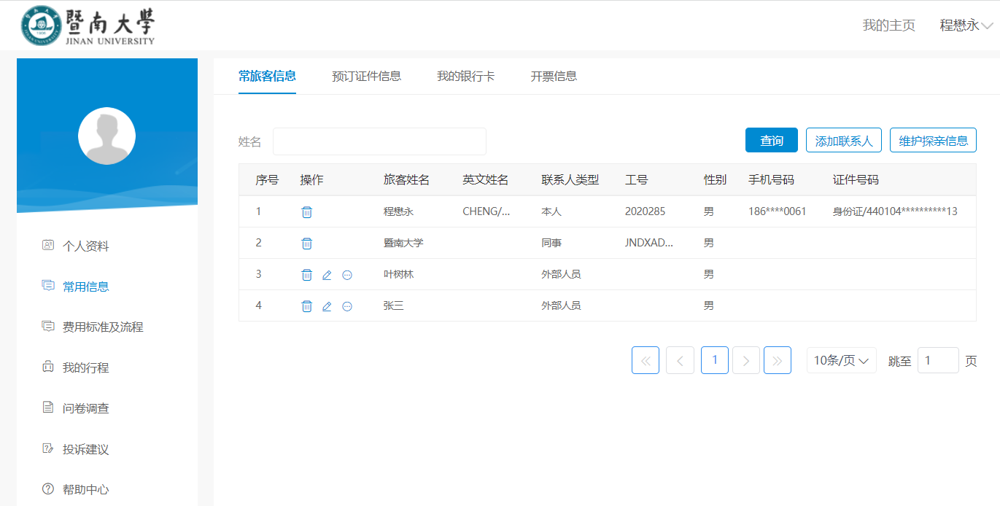 暨南大學
JINAN UNIVERSITY
我的主页 程懋永
常旅客信息 预订证件信息 我的银行卡 开票信息
姓名 查询 添加联系人 维护探亲信息
序号 操作 旅客姓名 英文姓名 联系人类型 工号 性别 手机号码 证件号码
1 程懋永 CHENG/... 本人 2020285 男 186****0061 身份证/440104**********13
2 暨南大学 同事 JNDXAD... 男
3 叶树林 外部人员 男
4 张三 外部人员 男
1 10条/页 跳至 1 页
个人资料
常用信息
费用标准及流程
我的行程
问卷调查
投诉建议
帮助中心